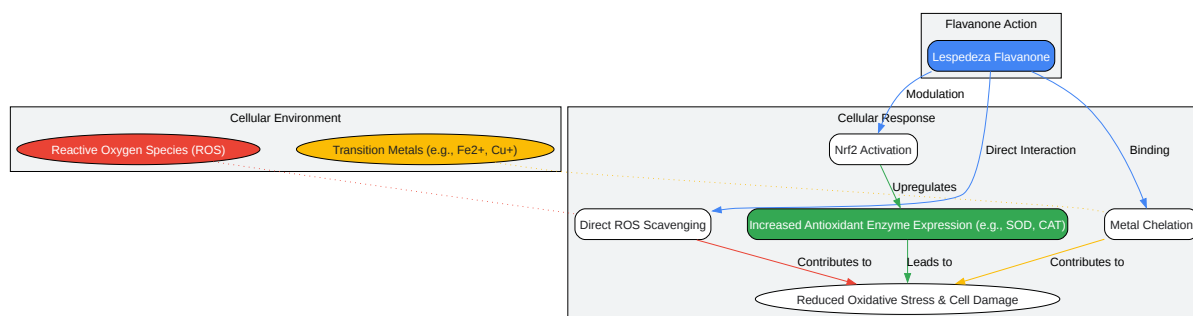 Flavanone Action
Lespedeza Flavanone
Modulation
Cellular Environment
Cellular Response
Reactive Oxygen Species (ROS)
Transition Metals (e.g., Fe2+, Cu+)
Nrf2 Activation
Direct Interaction
Binding
Upregulates
Direct ROS Scavenging
Increased Antioxidant Enzyme Expression (e.g., SOD, CAT)
Metal Chelation
Contributes to
Leads to
Contributes to
Reduced Oxidative Stress & Cell Damage